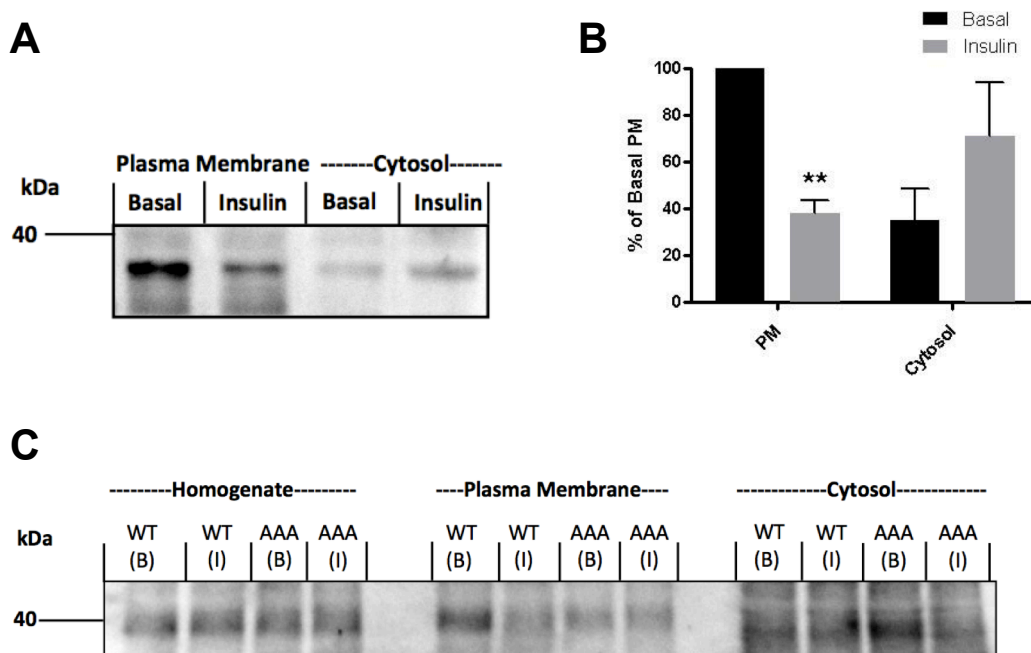 A
Plasma Membrane -------Cytosol-------
kDa
Basal Insulin Basal Insulin
40
B
Basal
Insulin
% of Basal PM
100
80
60
40
20
0
**
PM
Cytosol
C
---------Homogenate--------- ----Plasma Membrane---- ------------Cytosol------------
kDa
WT WT AAA AAA WT WT AAA AAA WT WT AAA AAA
(B) (I) (B) (I) (B) (I) (B) (I) (B) (I) (B) (I)
40